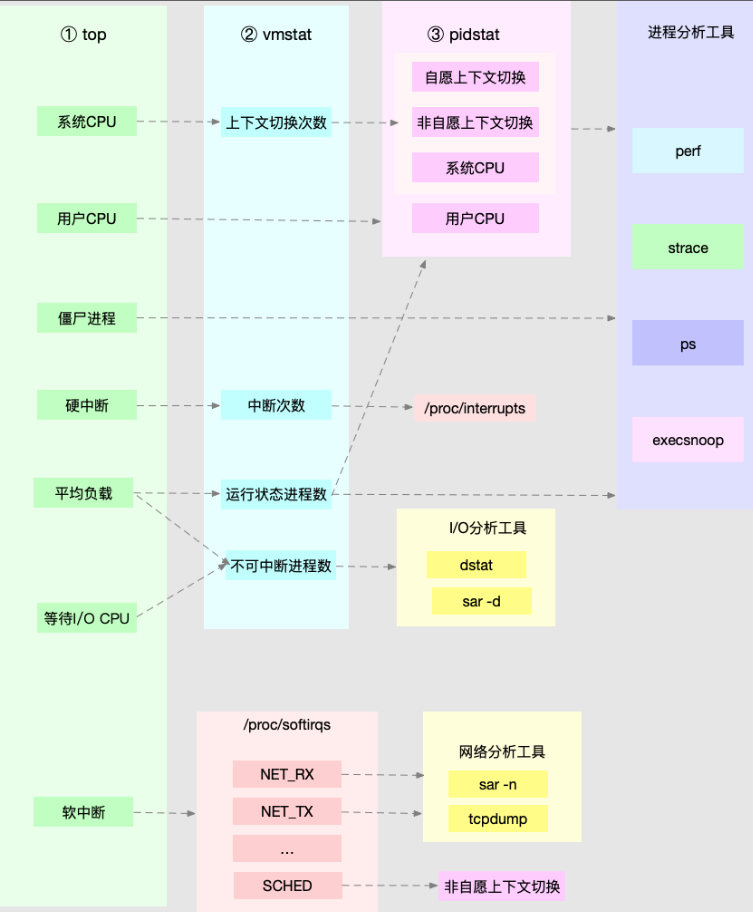 ① top
② vmstat
③ pidstat
进程分析工具
自愿上下文切换
系统CPU
上下文切换次数
非自愿上下文切换
perf
系统CPU
用户CPU
用户CPU
strace
僵尸进程
ps
硬中断
中断次数
/proc/interrupts
execsnoop
平均负载
运行状态进程数
I/O分析工具
不可中断进程数
dstat
sar -d
等待I/O CPU
/proc/softirqs
网络分析工具
NET_RX
sar -n
软中断
NET_TX
tcpdump
...
SCHED
非自愿上下文切换